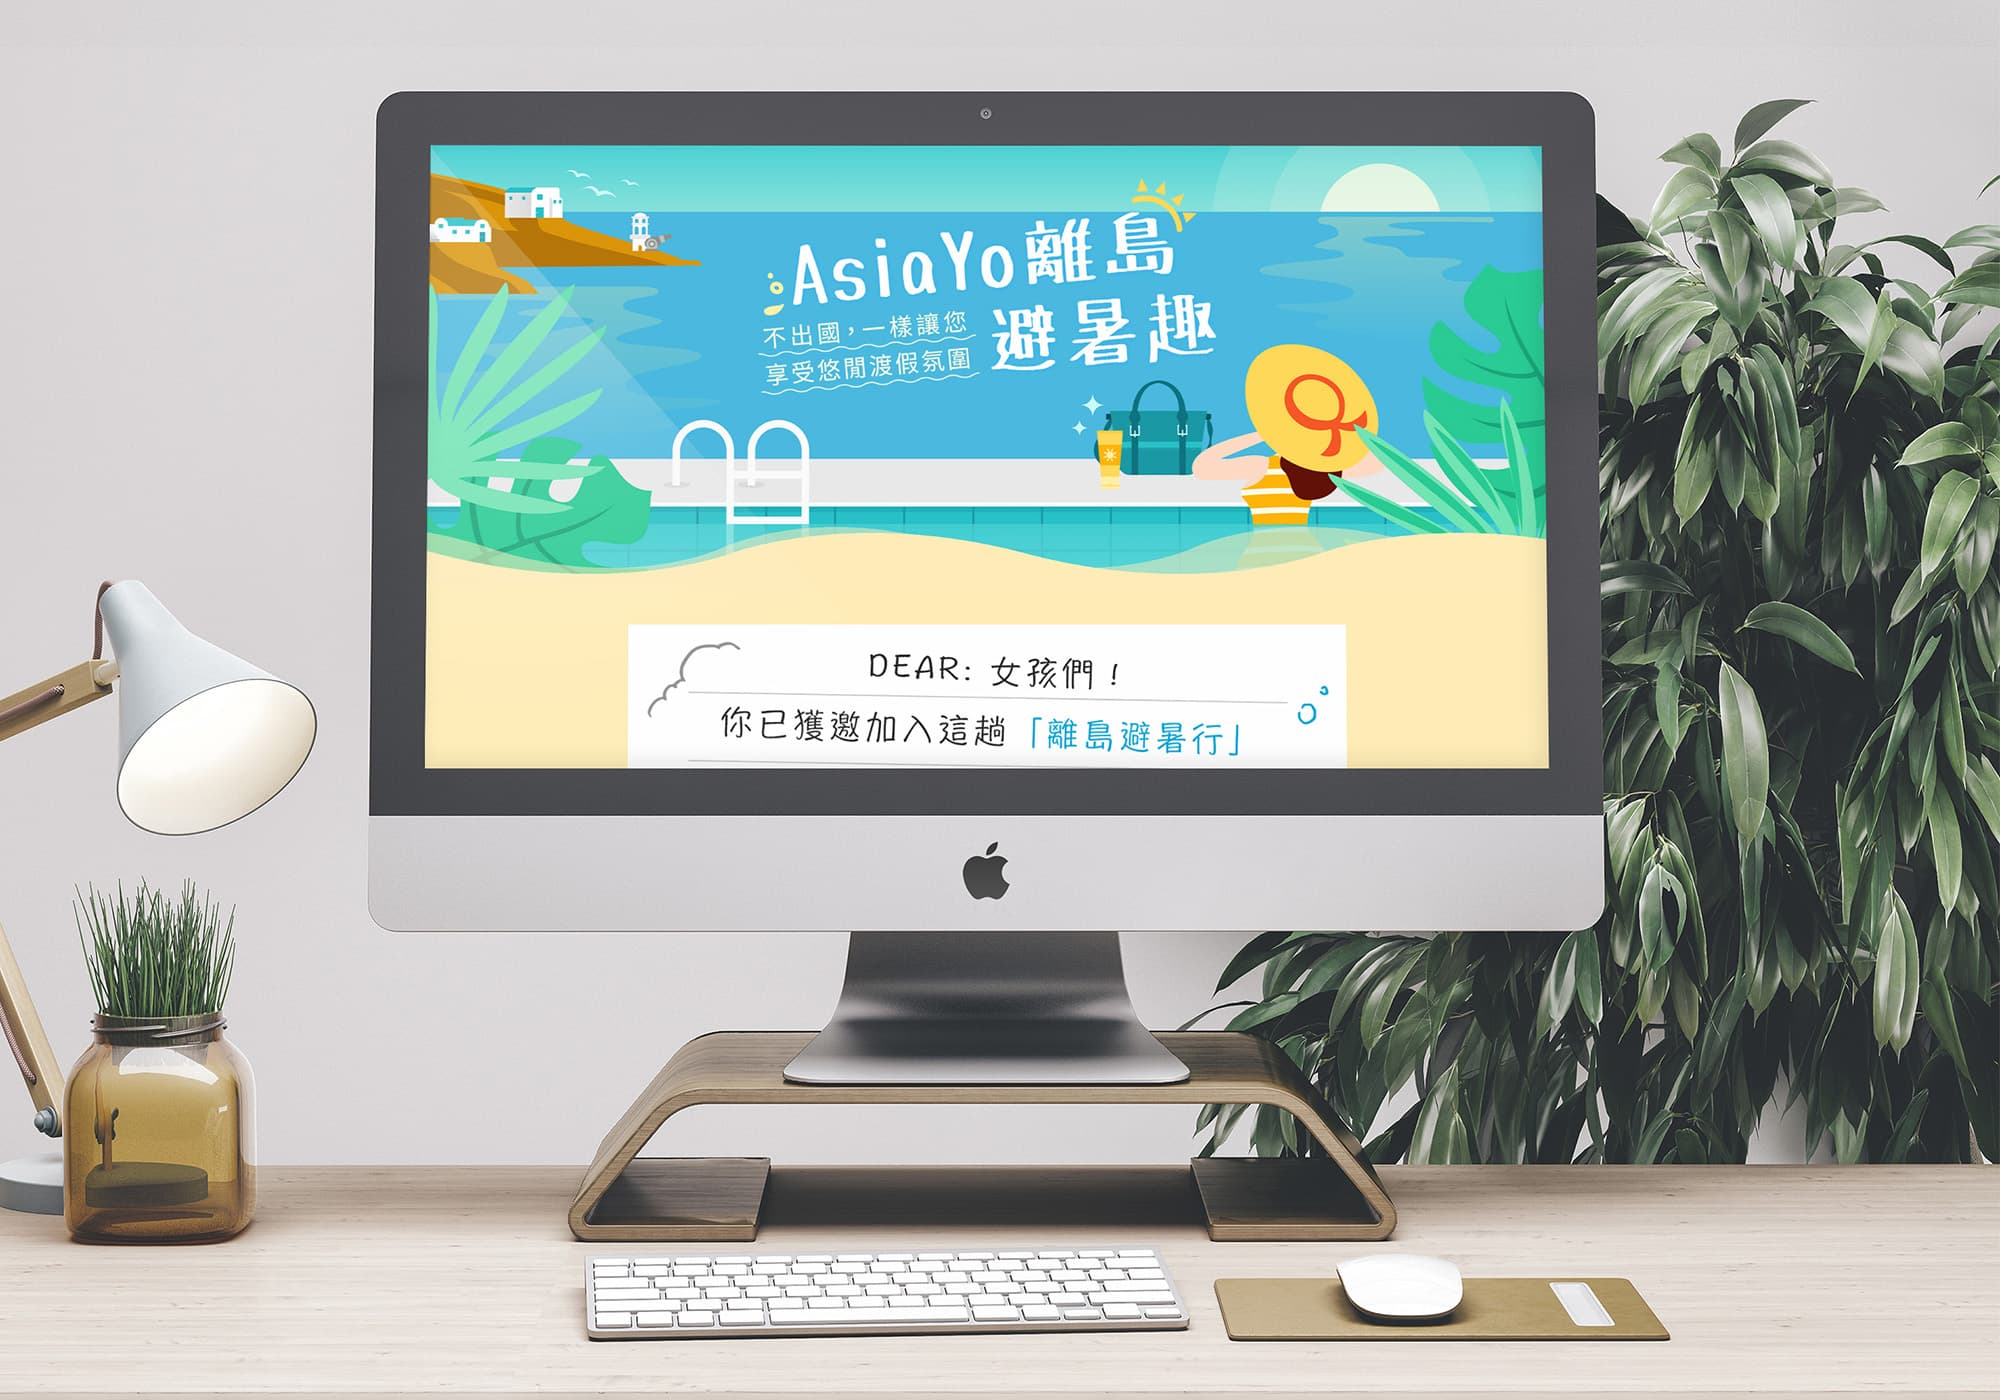 AsiaYo離島
避暑趣
不出國，一樣讓您
享受悠閒渡假氛圍
DEAR: 女孩們！
你已獲邀加入這趟「離島避暑行」